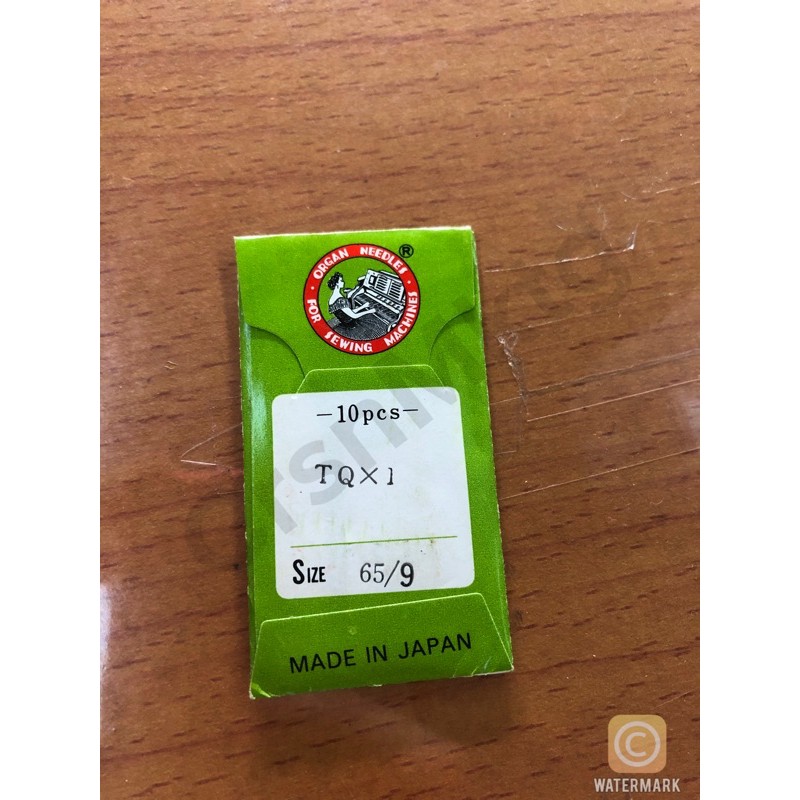 ORGAN NEEDLES ®
FOR SEWING MACHINES
-10pcs-
TQ×1
SIZE 65/9
MADE IN JAPAN
©
WATERMARK